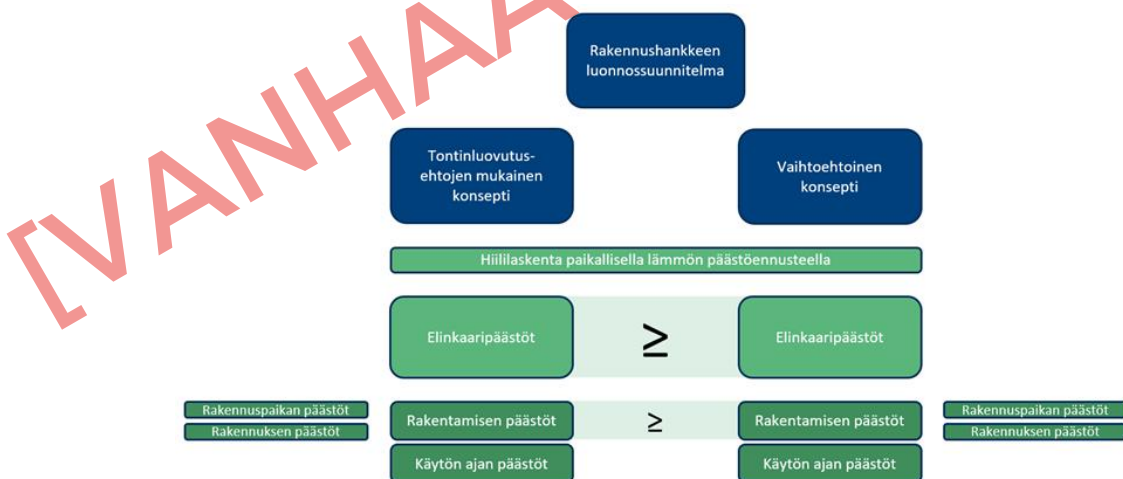 [VANHAA
Rakennushankkeen
luonnossuunnitelma
Tontinluovutus-
ehtojen mukainen
konsepti
Vaihtoehtoinen
konsepti
Hiililaskenta paikallisella lämmön päästöennusteella
Elinkaaripäästöt
≥
Elinkaaripäästöt
Rakennuspaikan päästöt
Rakennuksen päästöt
Rakentamisen päästöt
≥
Rakentamisen päästöt
Rakennuspaikan päästöt
Rakennuksen päästöt
Käytön ajan päästöt
Käytön ajan päästöt